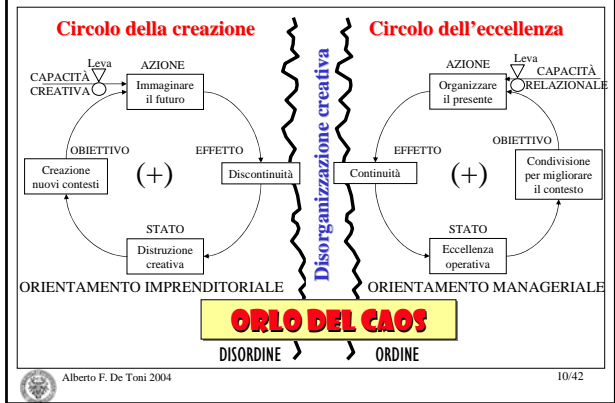 Circolo della creazione
Circolo dell'eccellenza
Leva
AZIONE
CAPACITÀ
CREATIVA
Immaginare
il futuro
OBIETTIVO
EFFETTO
Creazione
nuovi contesti
(+)
Discontinuità
STATO
Distruzione
creativa
ORIENTAMENTO IMPRENDITORIALE
Disorganizzazione creativa
AZIONE
Leva
CAPACITÀ
RELAZIONALE
Organizzare
il presente
EFFETTO
OBIETTIVO
Continuità
(+)
Condivisione
per migliorare
il contesto
STATO
Eccellenza
operativa
ORIENTAMENTO MANAGERIALE
ORLO DEL CAOS
DISORDINE
ORDINE
Alberto F. De Toni 2004
10/42